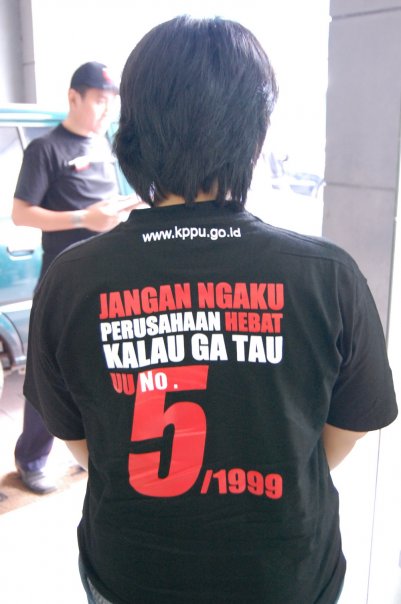 www.kppu.go.id
JANGAN NGAKU
PERUSAHAAN HEBAT
KALAU GA TAU
UU No.
5/1999